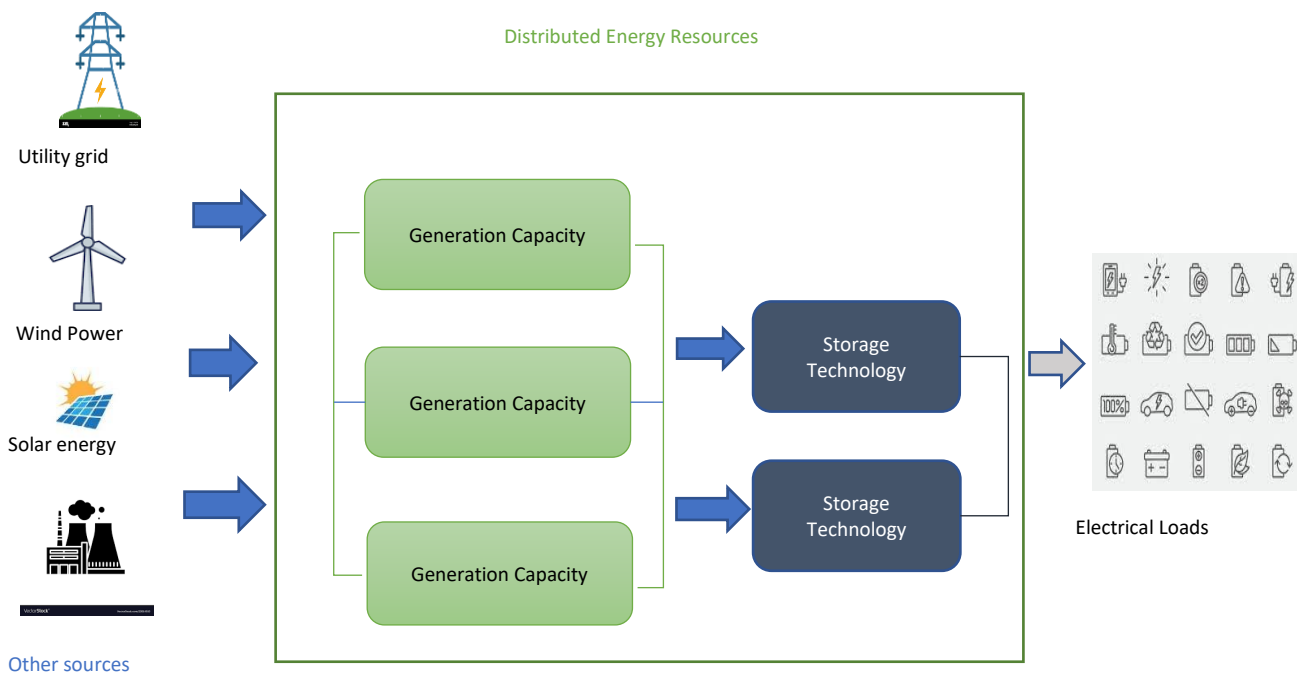 Distributed Energy Resources
Utility grid
Wind Power
Solar energy
VectorStock
Other sources
Generation Capacity
Generation Capacity
Generation Capacity
Storage
Technology
Storage
Technology
100%
Electrical Loads